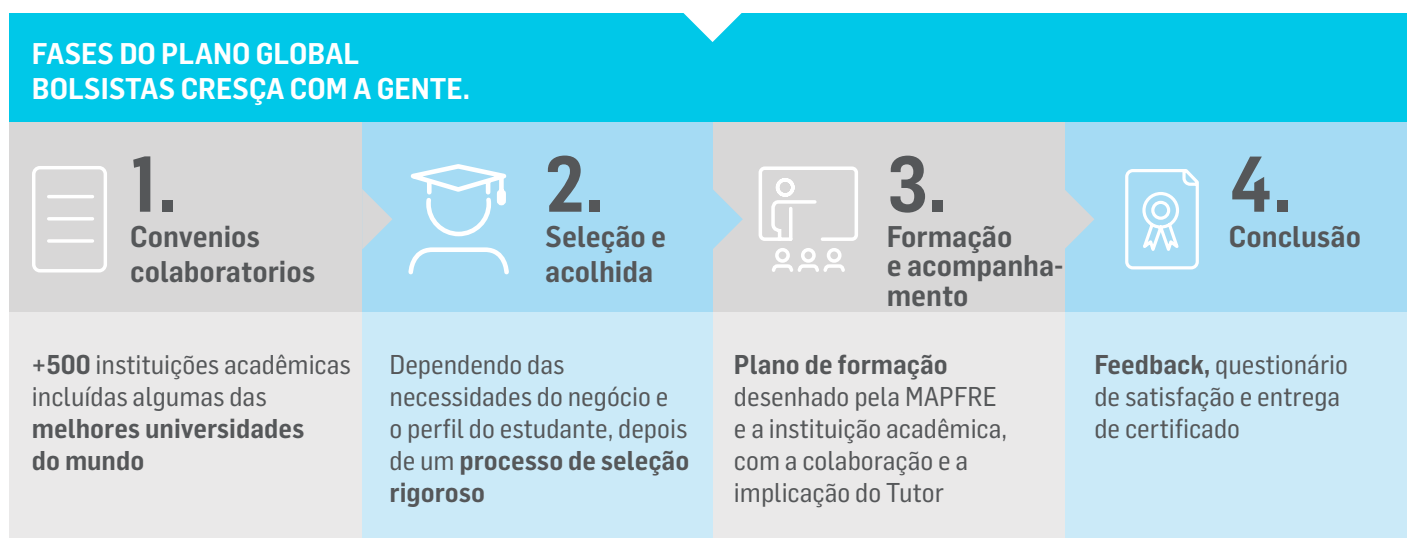 FASES DO PLANO GLOBAL
BOLSISTAS CRESÇA COM A GENTE.
1.
Convenios
colaboratorios
+500 instituições acadêmicas
incluídas algumas das
melhores universidades
do mundo
2.
Seleção e
acolhida
Dependendo das
necessidades do negócio e
o perfil do estudante, depois
de um processo de seleção
rigoroso
3.
Formação
e acompanha-
mento
Plano de formação
desenhado pela MAPFRE
e a instituição acadêmica,
com a colaboração e a
implicação do Tutor
4.
Conclusão
Feedback, questionário
de satisfação e entrega
de certificado